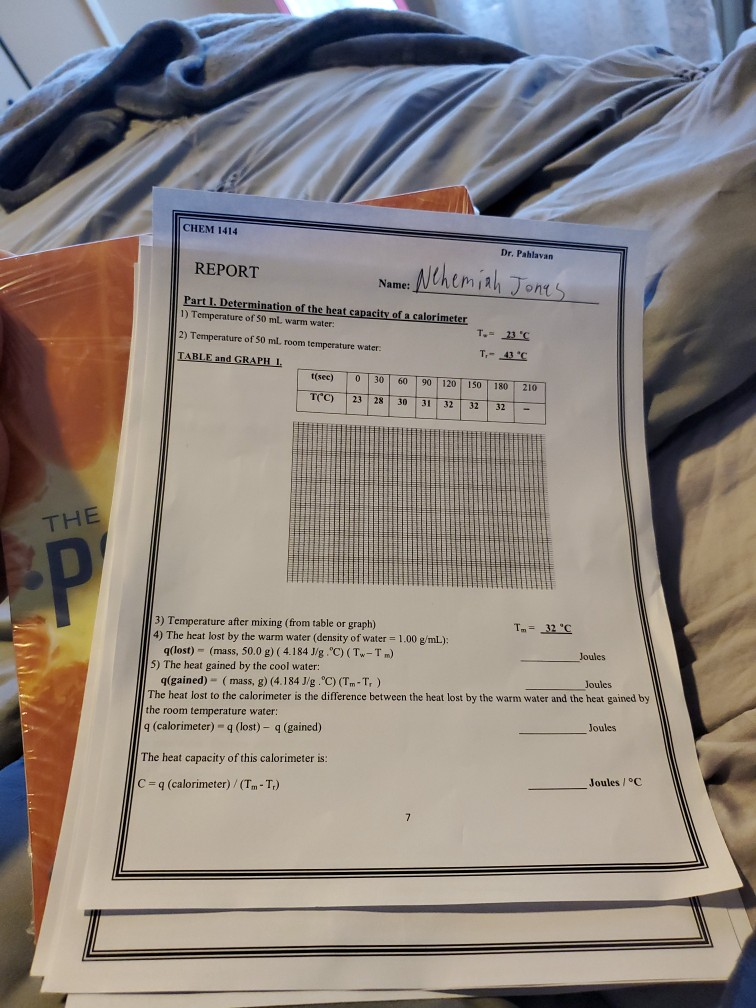 CHEM 1414
Dr. Pahlavan
REPORT
Name: Nehemiah Jones
Part I. Determination of the heat capacity of a calorimeter
1) Temperature of 50 mL warm water: Tw = 23 °C
2) Temperature of 50 mL room temperature water: Tr = 43 °C
TABLE and GRAPH I.
t(sec) 0 30 60 90 120 150 180 210
T(°C) 23 28 30 31 32 32 32 –
3) Temperature after mixing (from table or graph) Tm = 32 °C
4) The heat lost by the warm water (density of water = 1.00 g/mL):
q(lost) = (mass, 50.0 g) ( 4.184 J/g .°C) ( Tw – T m) Joules
5) The heat gained by the cool water:
q(gained) = ( mass, g) (4.184 J/g .°C) (Tm - Tr ) Joules
The heat lost to the calorimeter is the difference between the heat lost by the warm water and the heat gained by
the room temperature water:
q (calorimeter) = q (lost) – q (gained) Joules
The heat capacity of this calorimeter is:
C = q (calorimeter) / (Tm - Tr) Joules / °C
7
THE